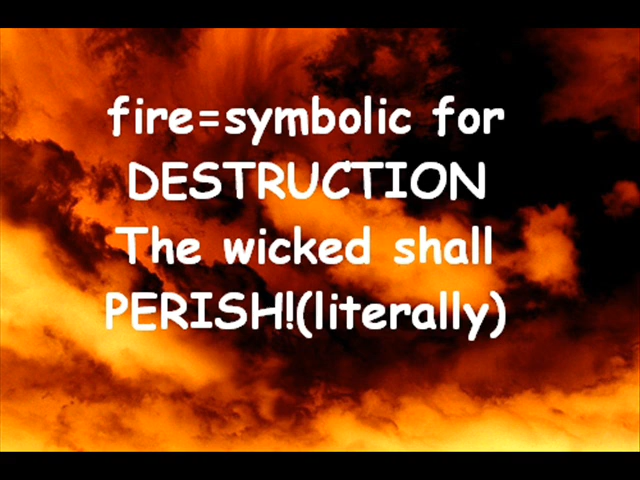 fire=symbolic for
DESTRUCTION
The wicked shall
PERISH!(literally)